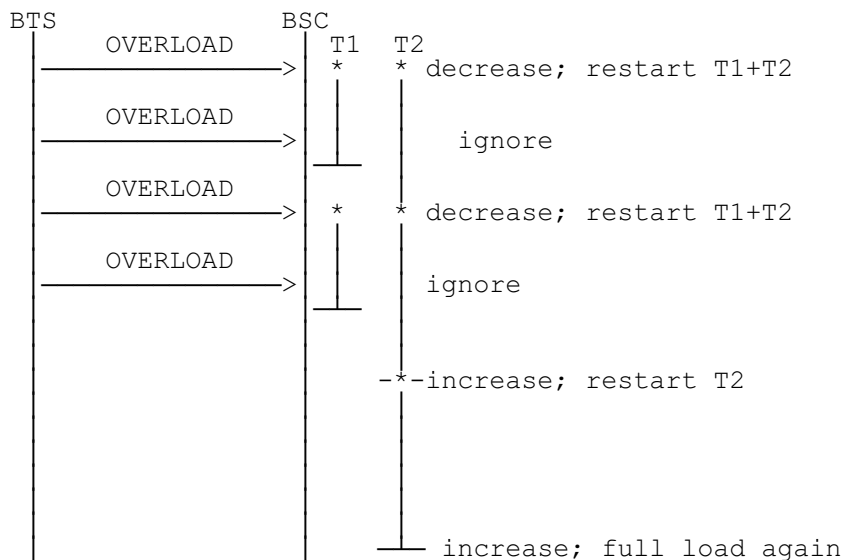 BTS BSC
OVERLOAD T1 T2
> * * decrease; restart T1+T2
OVERLOAD
> ignore
OVERLOAD
> * * decrease; restart T1+T2
OVERLOAD
> ignore
-*-increase; restart T2
increase; full load again